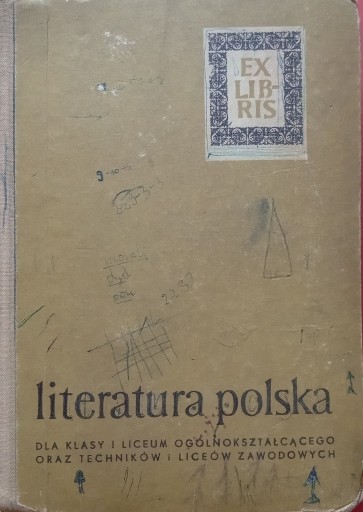 EX
LIB-
RIS
literatura polska
DLA KLASY I LICEUM OGÓLNOKSZTAŁCĄCEGO
ORAZ TECHNIKÓW i LICEÓW ZAWODOWYCH